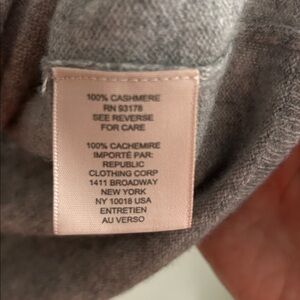 100% CASHMERE
RN 93178
SEE REVERSE
FOR CARE
100% CACHEMIRE
IMPORTÉ PAR:
REPUBLIC
CLOTHING CORP
1411 BROADWAY
NEW YORK
NY 10018 USA
ENTRETIEN
AU VERSO